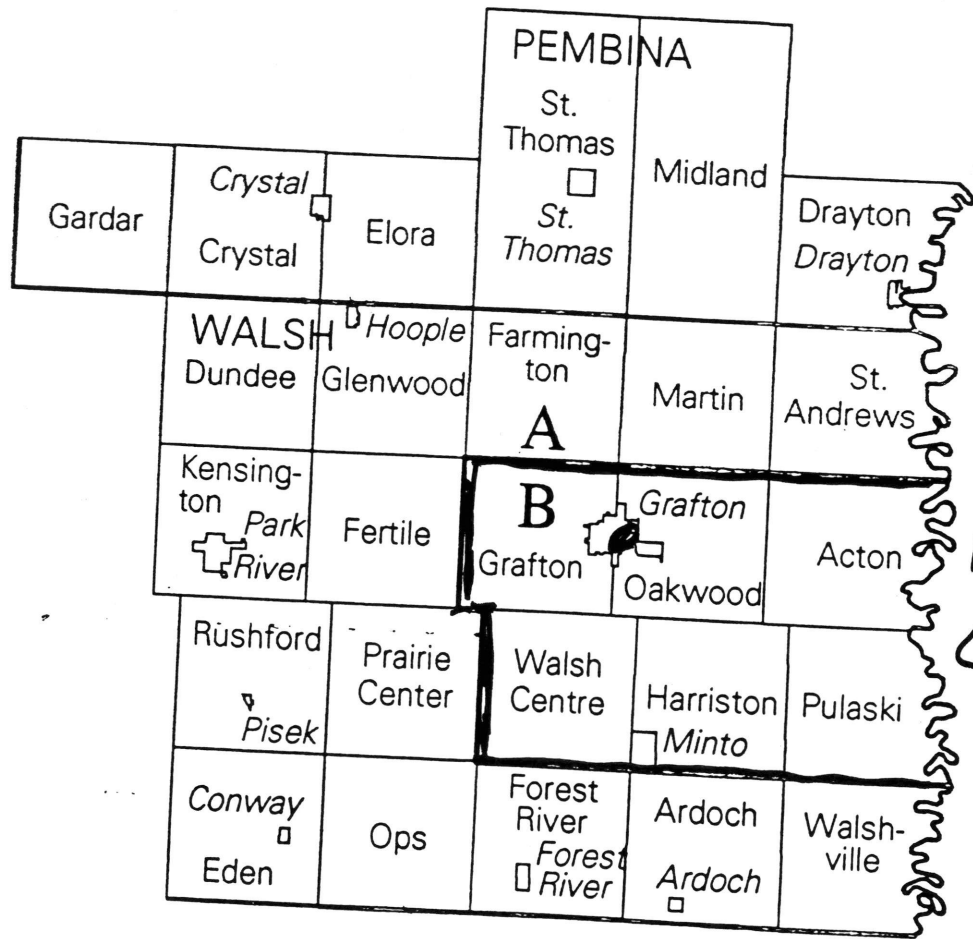 PEMBINA
St.
Thomas
St.
Thomas
Midland
Gardar
Crystal
Crystal
Elora
Drayton
Drayton
WALSH
Dundee
Hoople
Glenwood
Farming-
ton
A
Martin
St.
Andrews
Kensing-
ton
Park
River
Fertile
B
Grafton
Grafton
Oakwood
Acton
Rushford
Pisek
Prairie
Center
Walsh
Centre
Harriston
Minto
Pulaski
Conway
Eden
Ops
Forest
River
Forest
River
Ardoch
Ardoch
Walsh-
ville